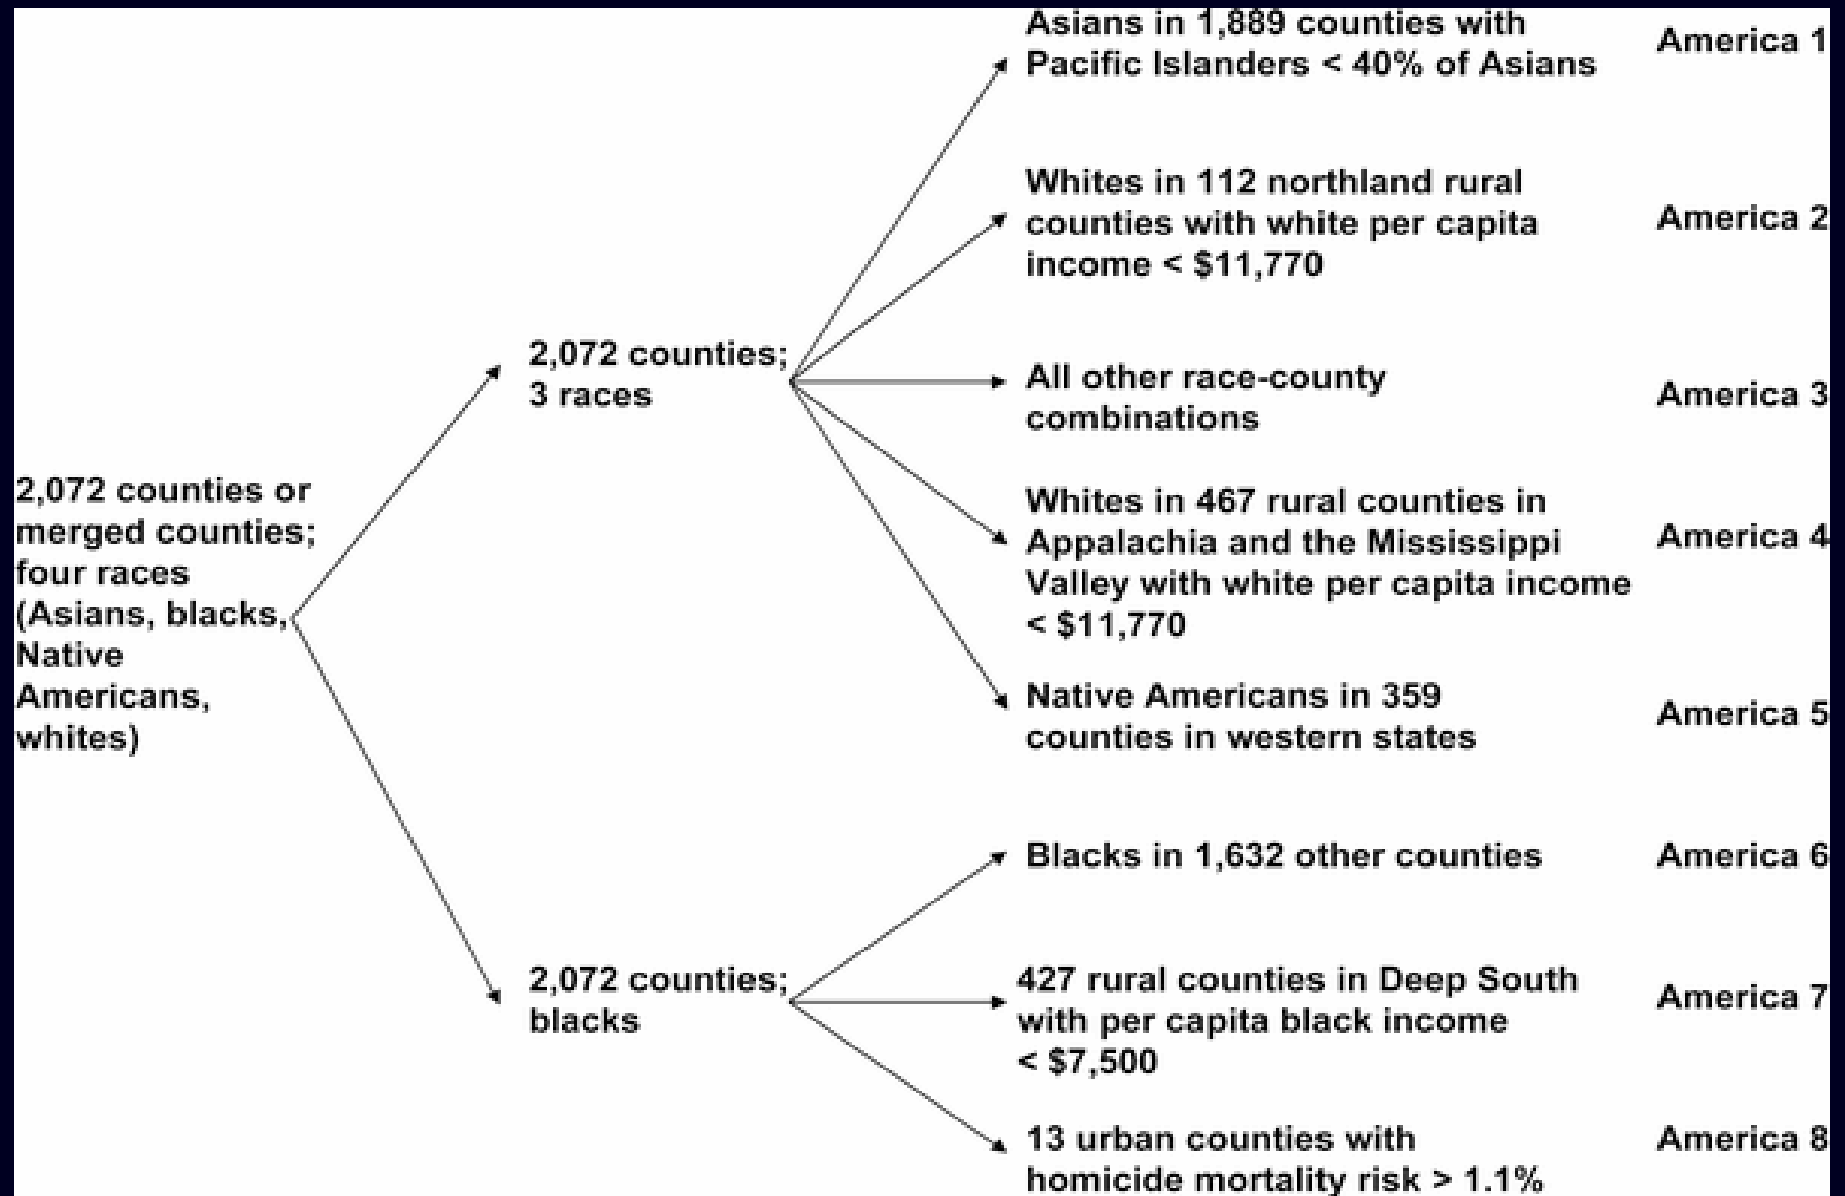 2,072 counties or
merged counties;
four races
(Asians, blacks,
Native
Americans,
whites)
2,072 counties;
3 races
Asians in 1,889 counties with
Pacific Islanders < 40% of Asians
America 1
Whites in 112 northland rural
counties with white per capita
income < $11,770
America 2
All other race-county
combinations
America 3
Whites in 467 rural counties in
Appalachia and the Mississippi
Valley with white per capita income
< $11,770
America 4
Native Americans in 359
counties in western states
America 5
2,072 counties;
blacks
Blacks in 1,632 other counties
America 6
427 rural counties in Deep South
with per capita black income
< $7,500
America 7
13 urban counties with
homicide mortality risk > 1.1%
America 8